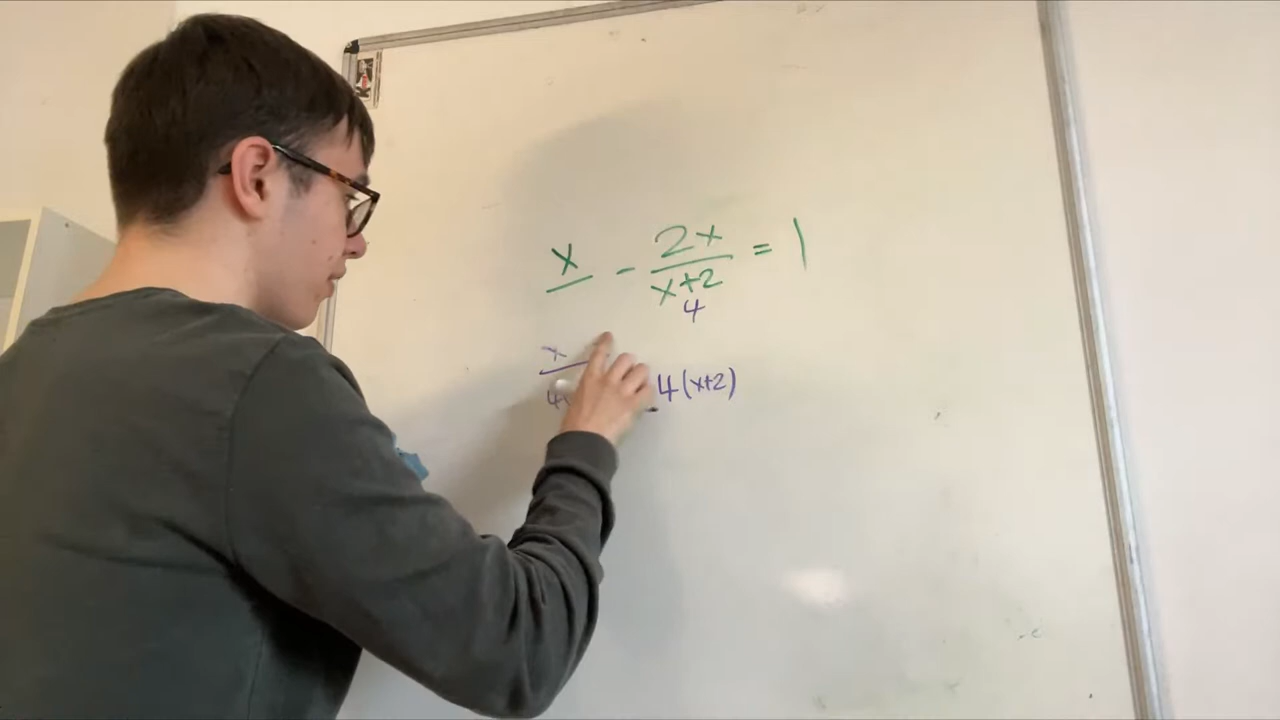 x - 2x = 1
x+2
4
x
4 4(x+2)